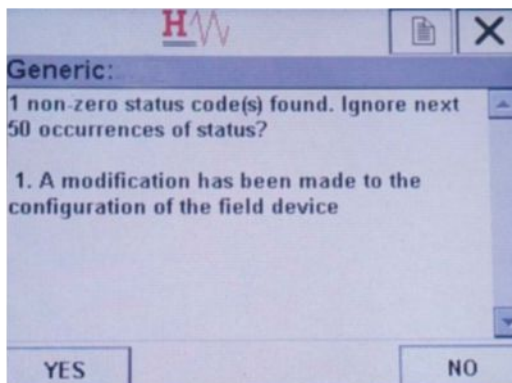 H
Generic:
1 non-zero status code(s) found. Ignore next
50 occurrences of status?
1. A modification has been made to the
configuration of the field device
YES
NO